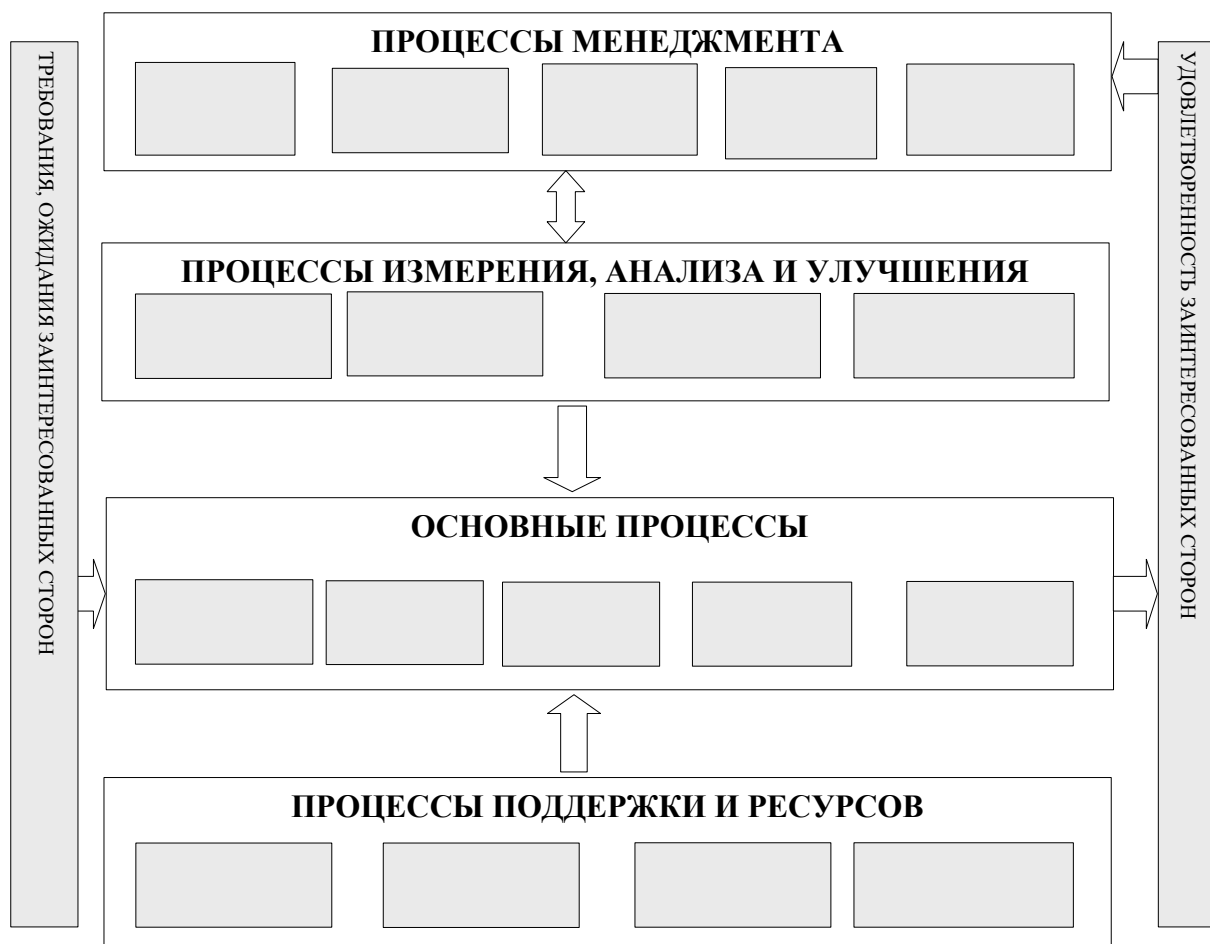 ПРОЦЕССЫ МЕНЕДЖМЕНТА
ТРЕБОВАНИЯ, ОЖИДАНИЯ ЗАИНТЕРЕСОВАННЫХ СТОРОН
УДОВЛЕТВОРЕННОСТЬ ЗАИНТЕРЕСОВАННЫХ СТОРОН
ПРОЦЕССЫ ИЗМЕРЕНИЯ, АНАЛИЗА И УЛУЧШЕНИЯ
ОСНОВНЫЕ ПРОЦЕССЫ
ПРОЦЕССЫ ПОДДЕРЖКИ И РЕСУРСОВ